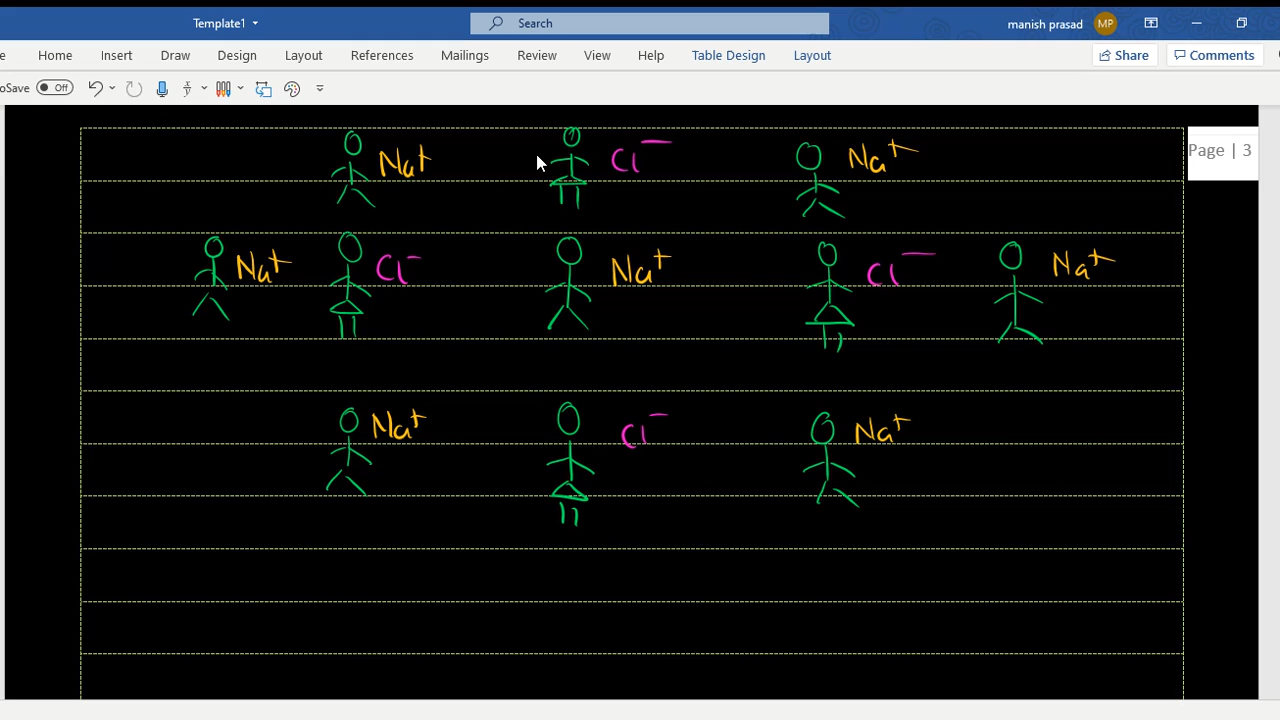 Template1
Search
manish prasad MP
e Home Insert Draw Design Layout References Mailings Review View Help Table Design Layout Share Comments
oSave Off
Page | 3
Na+ Cl− Na+
Na+ Cl− Na+ Cl− Na+
Na+ Cl− Na+